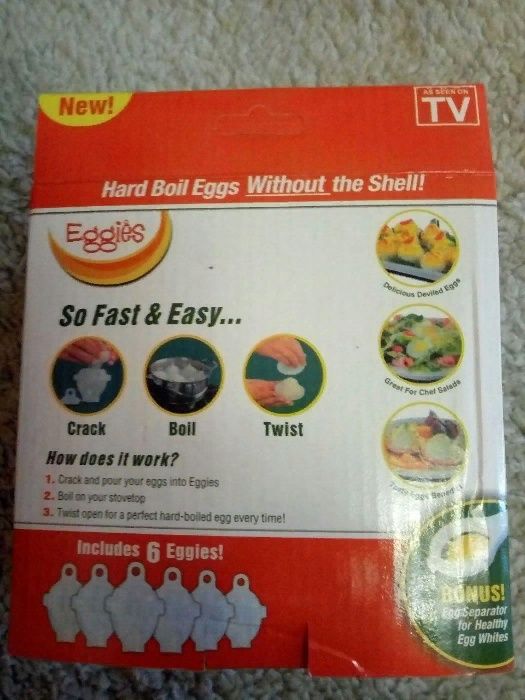 New!
AS SEEN ON
TV
Hard Boil Eggs Without the Shell!
Eggies
Delicious Deviled Eggs
So Fast & Easy...
Great For Chef Salads
Crack
Boil
Twist
How does it work?
1. Crack and pour your eggs into Eggies
2. Boil on your stovetop
3. Twist open for a perfect hard-boiled egg every time!
Eggs
Includes 6 Eggies!
BONUS!
Egg Separator
for Healthy
Egg Whites